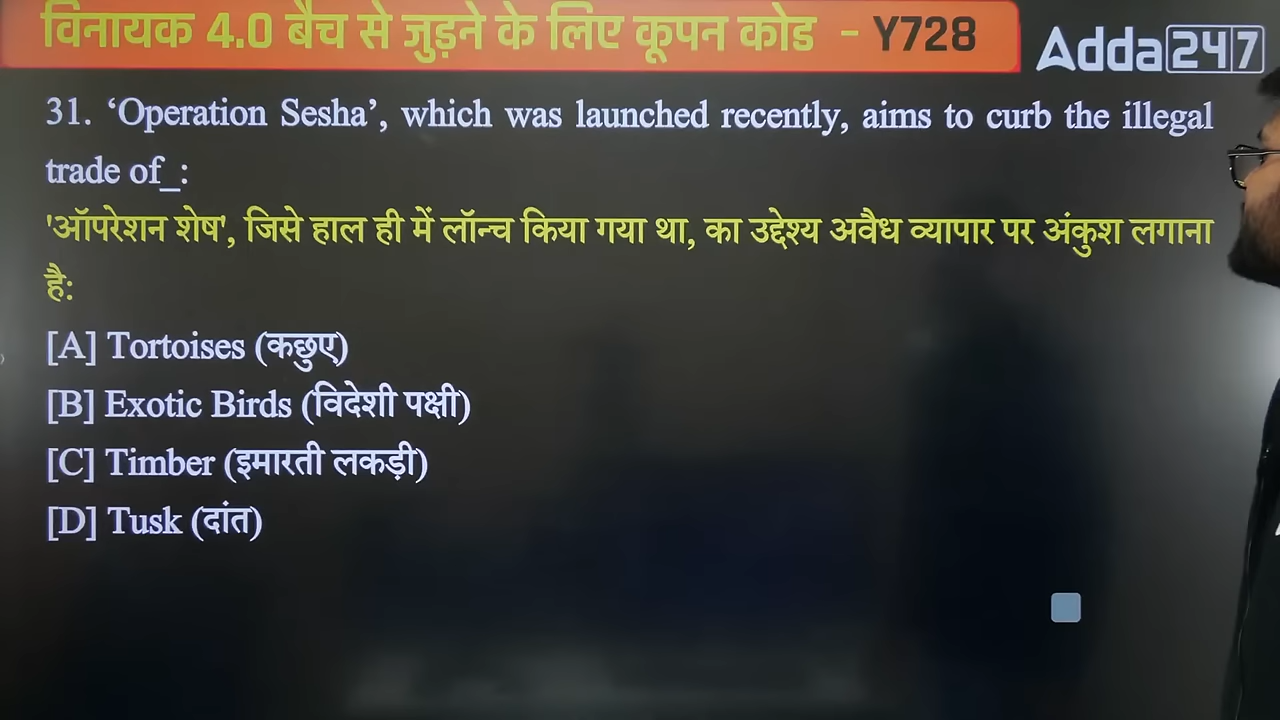 विनायक 4.0 बैच से जुड़ने के लिए कूपन कोड - Y728
Adda247
31. ‘Operation Sesha’, which was launched recently, aims to curb the illegal
trade of_:
'ऑपरेशन शेष', जिसे हाल ही में लॉन्च किया गया था, का उद्देश्य अवैध व्यापार पर अंकुश लगाना
है:
[A] Tortoises (कछुए)
[B] Exotic Birds (विदेशी पक्षी)
[C] Timber (इमारती लकड़ी)
[D] Tusk (दांत)